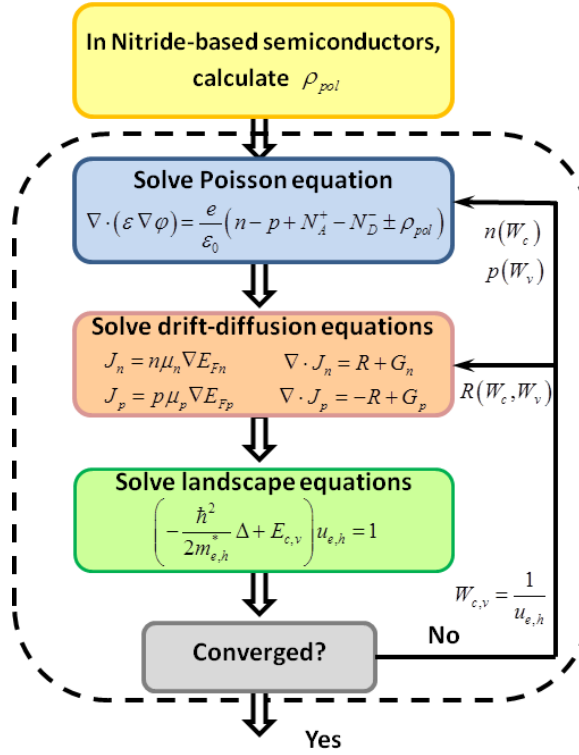 In Nitride-based semiconductors,
calculate ρ_pol
Solve Poisson equation
∇·(ε∇φ) = e/ε₀ (n − p + N_A⁺ − N_D⁻ ± ρ_pol)
n(W_c)
p(W_v)
Solve drift-diffusion equations
J_n = nμ_n∇E_Fn ∇·J_n = R + G_n
J_p = pμ_p∇E_Fp ∇·J_p = −R + G_p
R(W_c, W_v)
Solve landscape equations
(−ℏ²/2m*_e,h Δ + E_c,v) u_e,h = 1
W_c,v = 1/u_e,h
Converged?
No
Yes